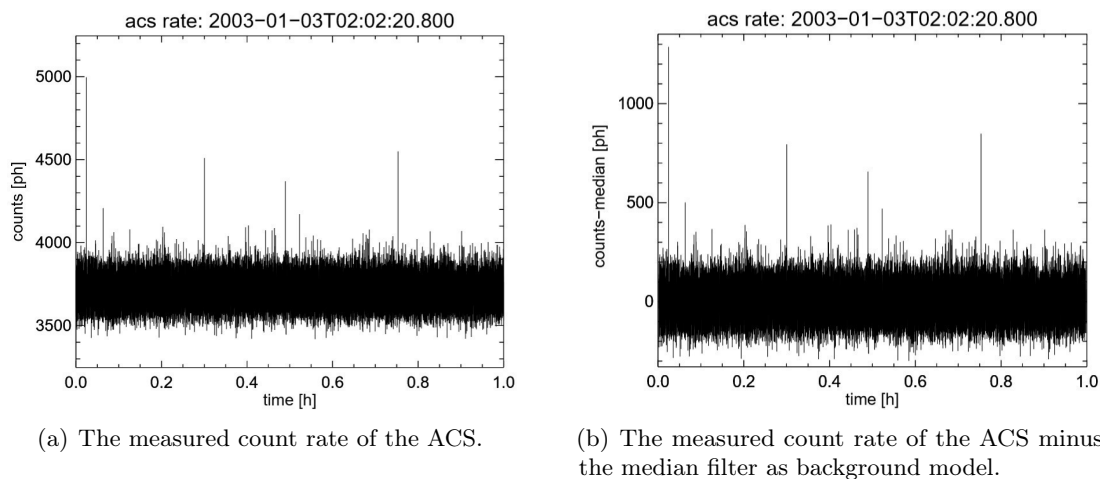 acs rate: 2003−01−03T02:02:20.800
counts [ph]
5000
4500
4000
3500
0.0 0.2 0.4 0.6 0.8 1.0
time [h]
(a) The measured count rate of the ACS.
acs rate: 2003−01−03T02:02:20.800
counts−median [ph]
1000
500
0
0.0 0.2 0.4 0.6 0.8 1.0
time [h]
(b) The measured count rate of the ACS minus
the median filter as background model.